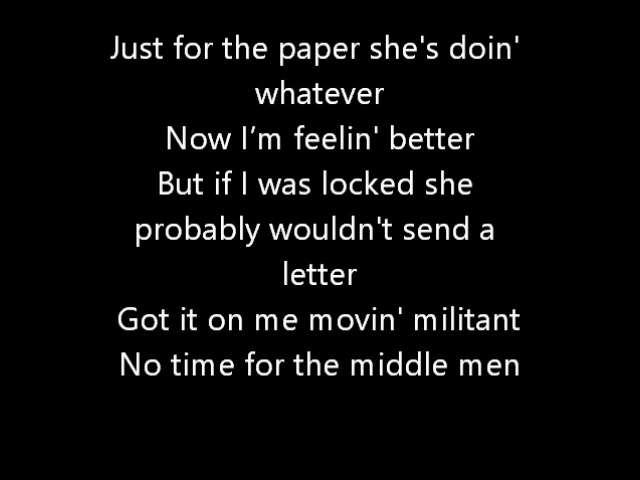 Just for the paper she's doin'
whatever
Now I’m feelin' better
But if I was locked she
probably wouldn't send a
letter
Got it on me movin' militant
No time for the middle men